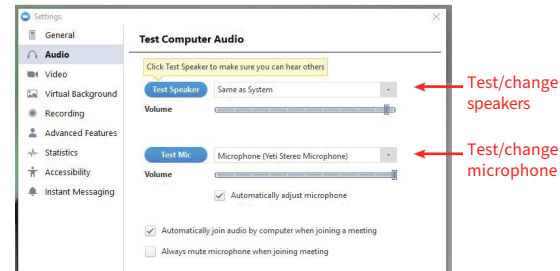 Settings
General
Audio
Video
Virtual Background
Recording
Advanced Features
Statistics
Accessibility
Instant Messaging
Test Computer Audio
Click Test Speaker to make sure you can hear others
Test Speaker
Same as System
Volume
Test Mic
Microphone (Yeti Stereo Microphone)
Volume
Automatically adjust microphone
Automatically join audio by computer when joining a meeting
Always mute microphone when joining meeting
Test/change
speakers
Test/change
microphone